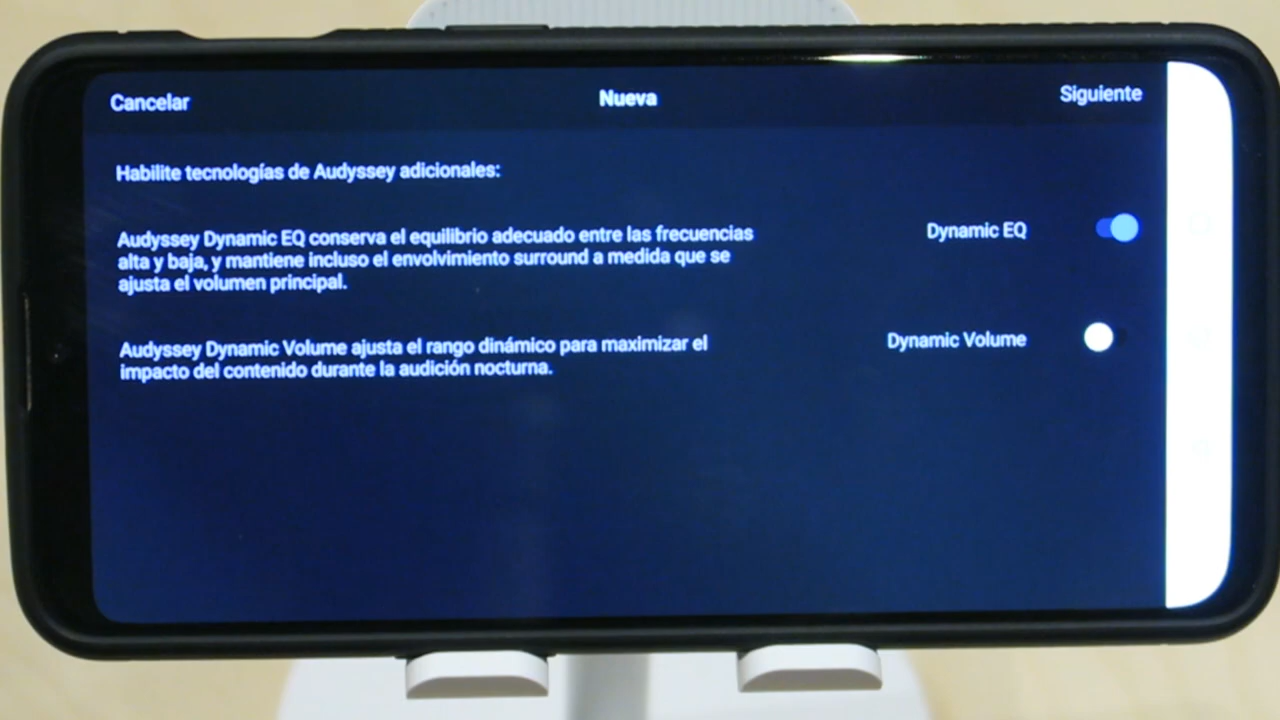 Cancelar
Nueva
Siguiente
Habilite tecnologías de Audyssey adicionales:
Audyssey Dynamic EQ conserva el equilibrio adecuado entre las frecuencias
alta y baja, y mantiene incluso el envolvimiento surround a medida que se
ajusta el volumen principal.
Dynamic EQ
Audyssey Dynamic Volume ajusta el rango dinámico para maximizar el
impacto del contenido durante la audición nocturna.
Dynamic Volume